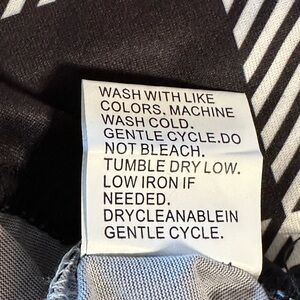 WASH WITH LIKE
COLORS. MACHINE
WASH COLD.
GENTLE CYCLE.DO
NOT BLEACH.
TUMBLE DRY LOW.
LOW IRON IF
NEEDED.
DRYCLEANABLEIN
GENTLE CYCLE.